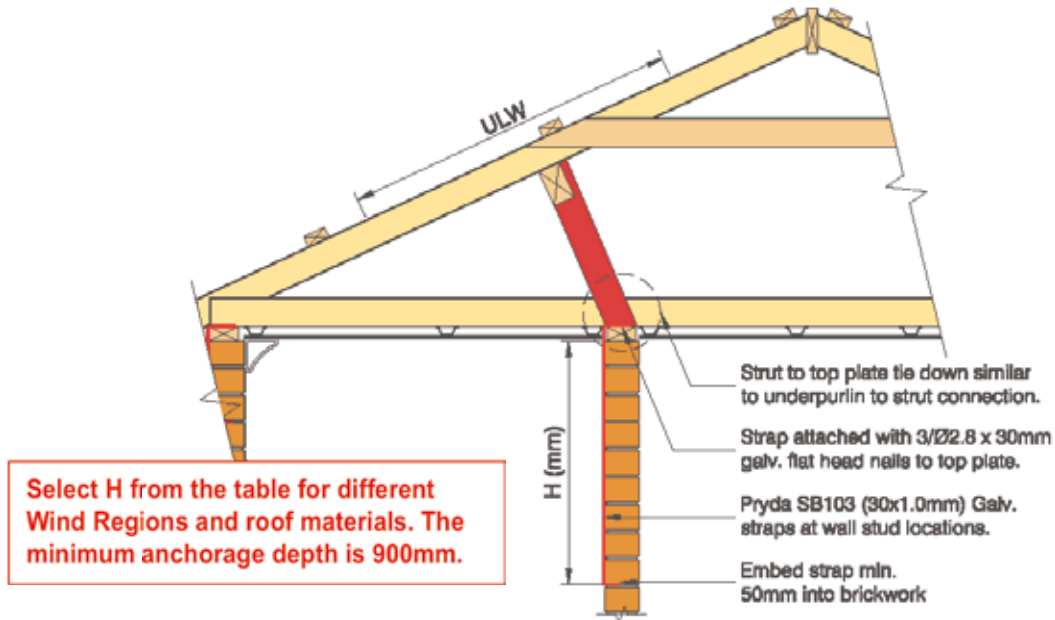 ULW
Strut to top plate tie down similar
to underpurlin to strut connection.
Strap attached with 3/Ø2.8 x 30mm
galv. flat head nails to top plate.
H (mm)
Select H from the table for different
Wind Regions and roof materials. The
minimum anchorage depth is 900mm.
Pryda SB103 (30x1.0mm) Galv.
straps at wall stud locations.
Embed strap min.
50mm into brickwork